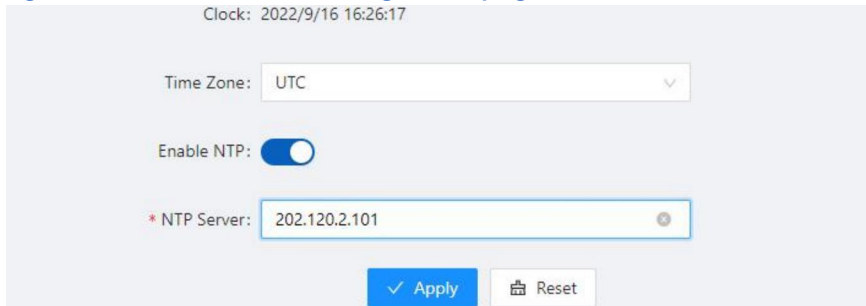 Clock: 2022/9/16 16:26:17
Time Zone: UTC
Enable NTP:
* NTP Server: 202.120.2.101
Apply Reset